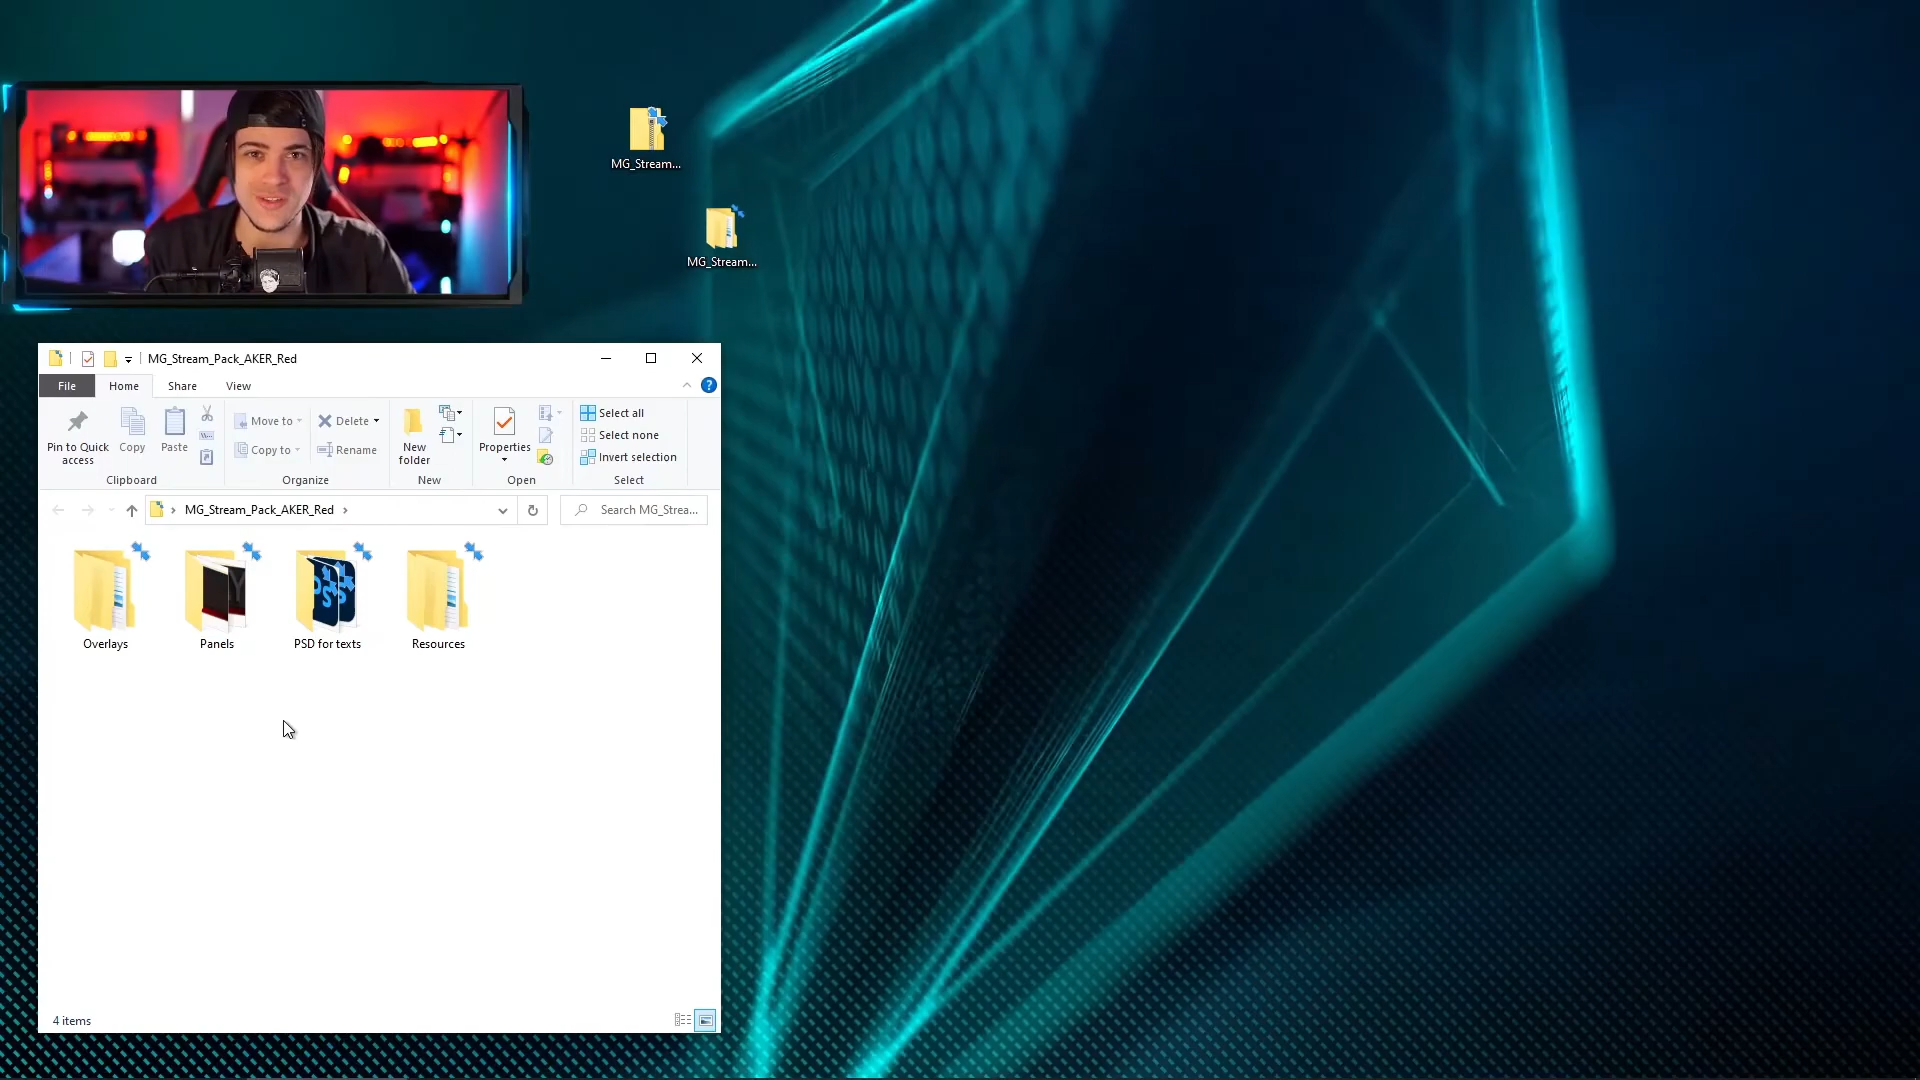 MG_Stream...
MG_Stream...
MG_Stream_Pack_AKER_Red
File
Home
Share
View
Pin to Quick
access
Copy
Paste
Move to
Copy to
Delete
Rename
New
folder
Properties
Select all
Select none
Invert selection
Clipboard
Organize
New
Open
Select
MG_Stream_Pack_AKER_Red
Search MG_Strea...
Overlays
Panels
PSD for texts
Resources
4 items